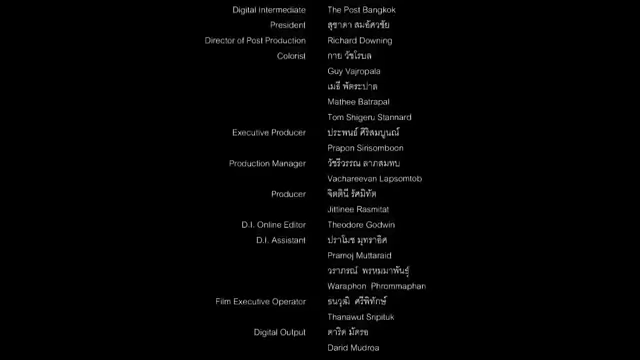 Digital Intermediate The Post Bangkok
President สุชาดา สมอัศวชัย
Director of Post Production Richard Downing
Colorist กาย วัชโรบล
Guy Vajropala
เมธี พัตระปาล
Mathee Batrapal
Tom Shigeru Stannard
Executive Producer ประพนธ์ ศิริสมบูนณ์
Prapon Sirisomboon
Production Manager วัชรีวรรณ ลาภสมทบ
Vachareevan Lapsomtob
Producer จิตตินี รัศมิทัต
Jittinee Rasmitat
D.I. Online Editor Theodore Godwin
D.I. Assistant ปราโมช มุทราอิศ
Pramoj Muttaraid
วราภรณ์ พรหมมาพันธุ์
Waraphon Phrommaphan
Film Executive Operator ธนวุฒิ ศรีพิทักษ์
Thanawut Sripituk
Digital Output ดาริด มัดรอ
Darid Mudroa